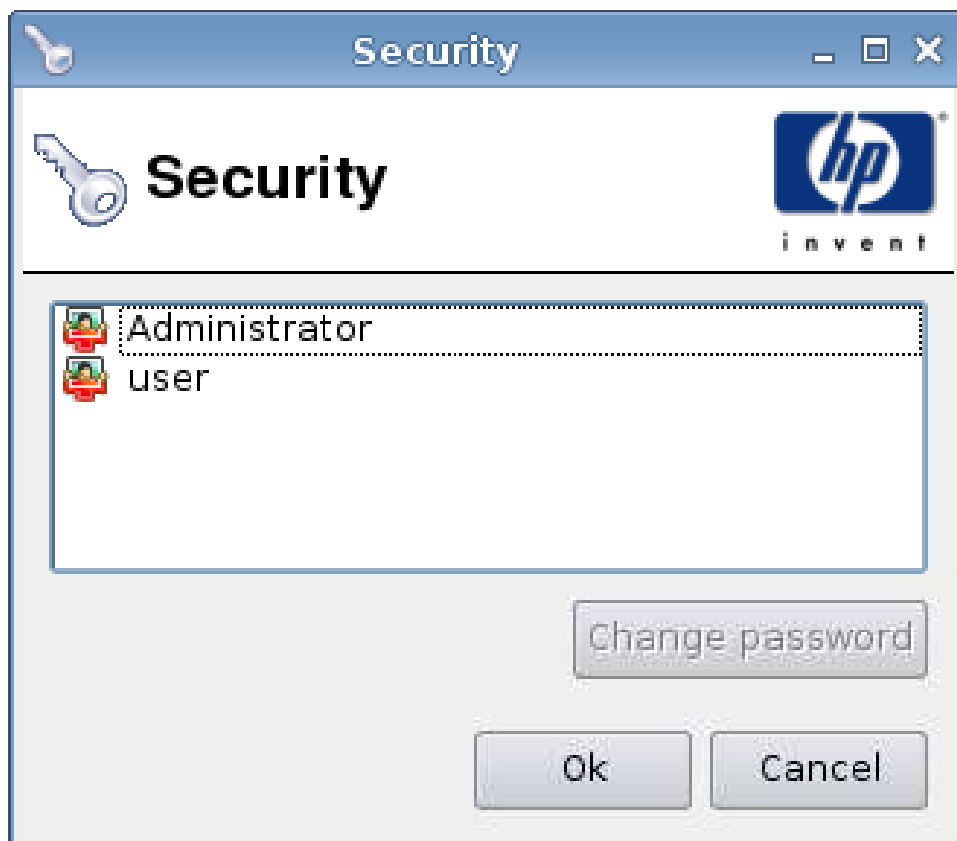 Security
Security
hp
invent
Administrator
user
Change password
Ok
Cancel